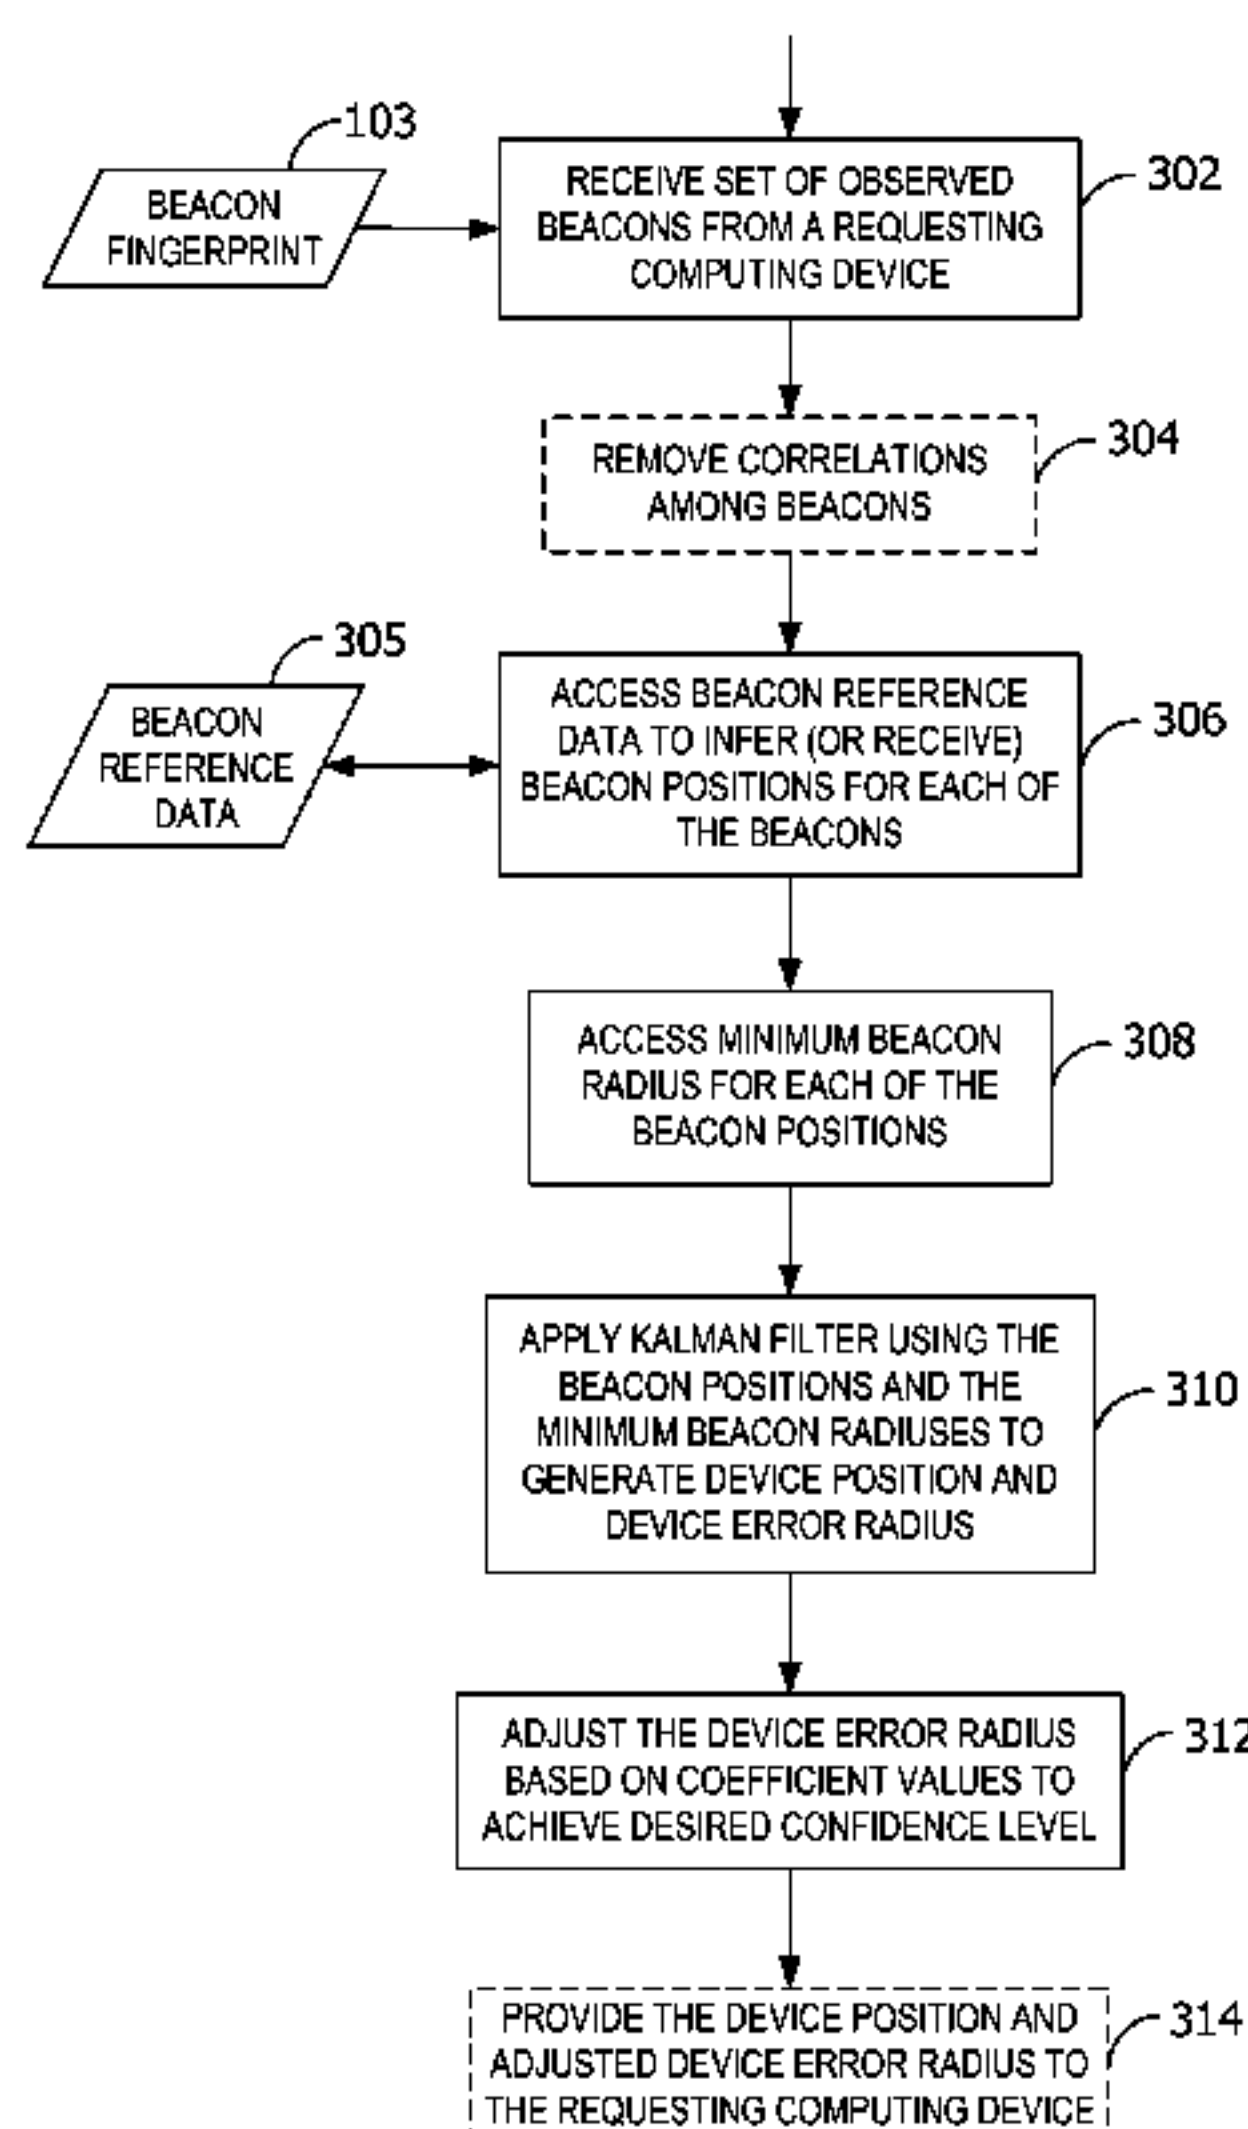 103
BEACON
FINGERPRINT
RECEIVE SET OF OBSERVED
BEACONS FROM A REQUESTING
COMPUTING DEVICE
302
REMOVE CORRELATIONS
AMONG BEACONS
304
305
BEACON
REFERENCE
DATA
ACCESS BEACON REFERENCE
DATA TO INFER (OR RECEIVE)
BEACON POSITIONS FOR EACH OF
THE BEACONS
306
ACCESS MINIMUM BEACON
RADIUS FOR EACH OF THE
BEACON POSITIONS
308
APPLY KALMAN FILTER USING THE
BEACON POSITIONS AND THE
MINIMUM BEACON RADIUSES TO
GENERATE DEVICE POSITION AND
DEVICE ERROR RADIUS
310
ADJUST THE DEVICE ERROR RADIUS
BASED ON COEFFICIENT VALUES TO
ACHIEVE DESIRED CONFIDENCE LEVEL
312
PROVIDE THE DEVICE POSITION AND
ADJUSTED DEVICE ERROR RADIUS TO
THE REQUESTING COMPUTING DEVICE
314